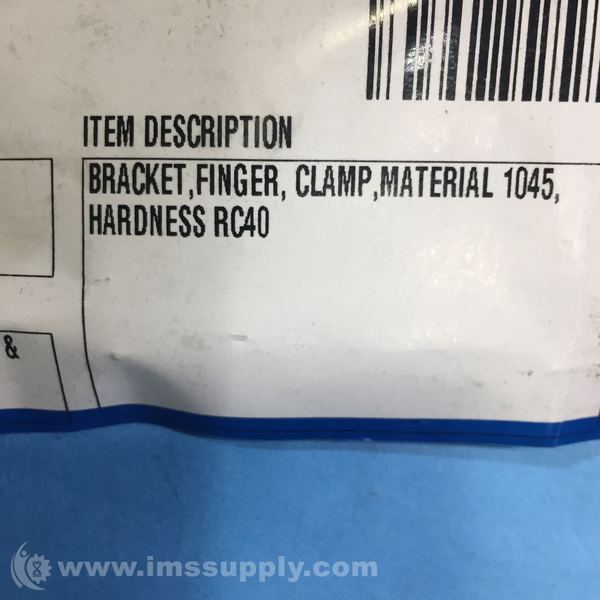 ITEM DESCRIPTION
BRACKET,FINGER, CLAMP,MATERIAL 1045,
HARDNESS RC40
&
www.imssupply.com